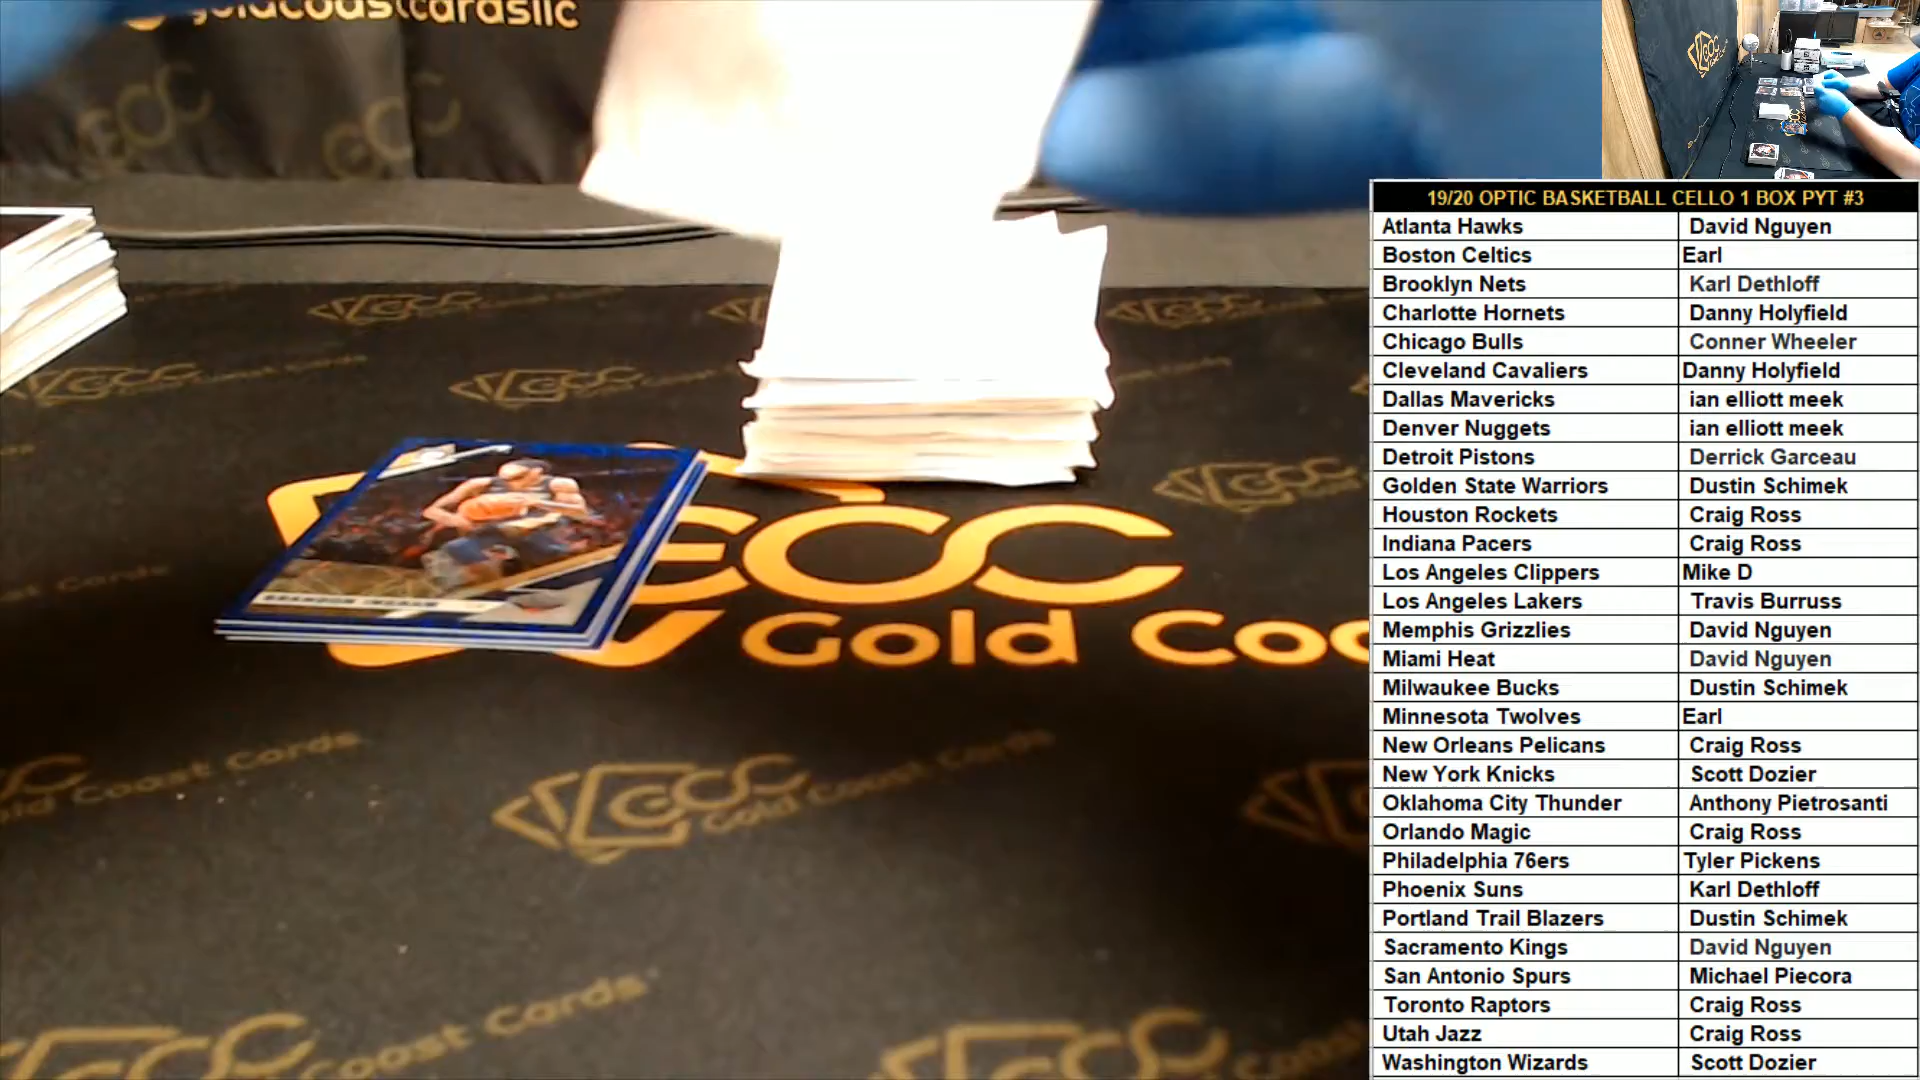 goldcoastcardsllc
GCC
Gold Coa
Gold Coast Cards
19/20 OPTIC BASKETBALL CELLO 1 BOX PYT #3
Atlanta Hawks David Nguyen
Boston Celtics Earl
Brooklyn Nets Karl Dethloff
Charlotte Hornets Danny Holyfield
Chicago Bulls Conner Wheeler
Cleveland Cavaliers Danny Holyfield
Dallas Mavericks ian elliott meek
Denver Nuggets ian elliott meek
Detroit Pistons Derrick Garceau
Golden State Warriors Dustin Schimek
Houston Rockets Craig Ross
Indiana Pacers Craig Ross
Los Angeles Clippers Mike D
Los Angeles Lakers Travis Burruss
Memphis Grizzlies David Nguyen
Miami Heat David Nguyen
Milwaukee Bucks Dustin Schimek
Minnesota Twolves Earl
New Orleans Pelicans Craig Ross
New York Knicks Scott Dozier
Oklahoma City Thunder Anthony Pietrosanti
Orlando Magic Craig Ross
Philadelphia 76ers Tyler Pickens
Phoenix Suns Karl Dethloff
Portland Trail Blazers Dustin Schimek
Sacramento Kings David Nguyen
San Antonio Spurs Michael Piecora
Toronto Raptors Craig Ross
Utah Jazz Craig Ross
Washington Wizards Scott Dozier